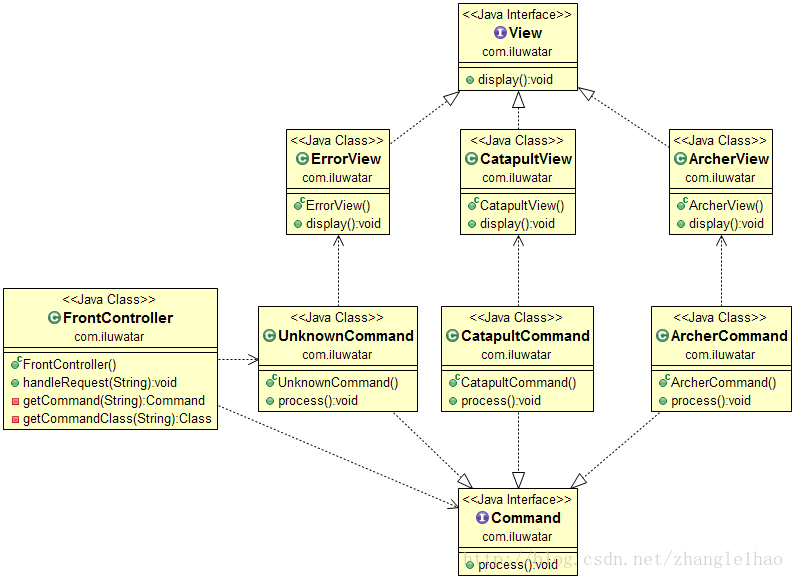 <<Java Interface>>
View
com.iluwatar
display():void
<<Java Class>>
ErrorView
com.iluwatar
ErrorView()
display():void
<<Java Class>>
CatapultView
com.iluwatar
CatapultView()
display():void
<<Java Class>>
ArcherView
com.iluwatar
ArcherView()
display():void
<<Java Class>>
FrontController
com.iluwatar
FrontController()
handleRequest(String):void
getCommand(String):Command
getCommandClass(String):Class
<<Java Class>>
UnknownCommand
com.iluwatar
UnknownCommand()
process():void
<<Java Class>>
CatapultCommand
com.iluwatar
CatapultCommand()
process():void
<<Java Class>>
ArcherCommand
com.iluwatar
ArcherCommand()
process():void
<<Java Interface>>
Command
com.iluwatar
process():void
http://blog.csdn.net/zhangle1hao